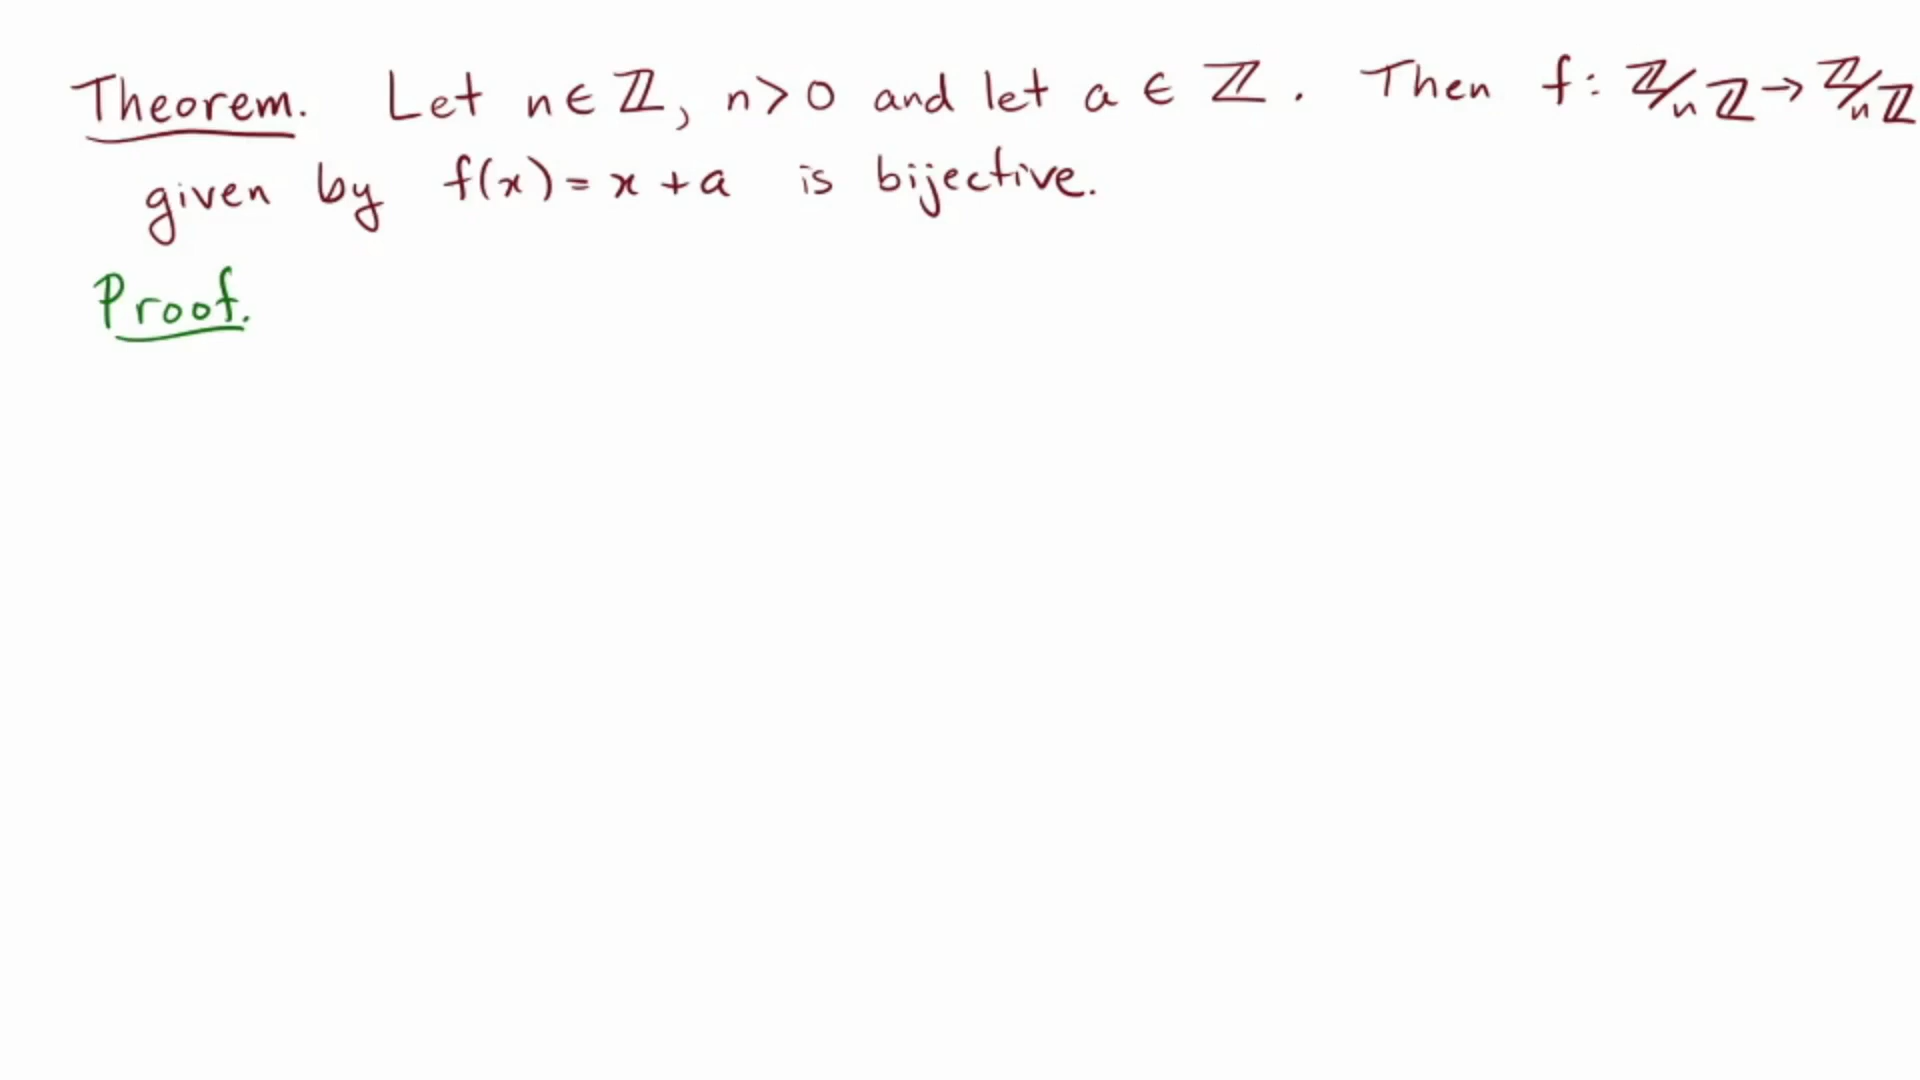 Theorem. Let n ∈ ℤ, n > 0 and let a ∈ ℤ. Then f: ℤ/nℤ → ℤ/nℤ
given by f(x) = x + a is bijective.
Proof.